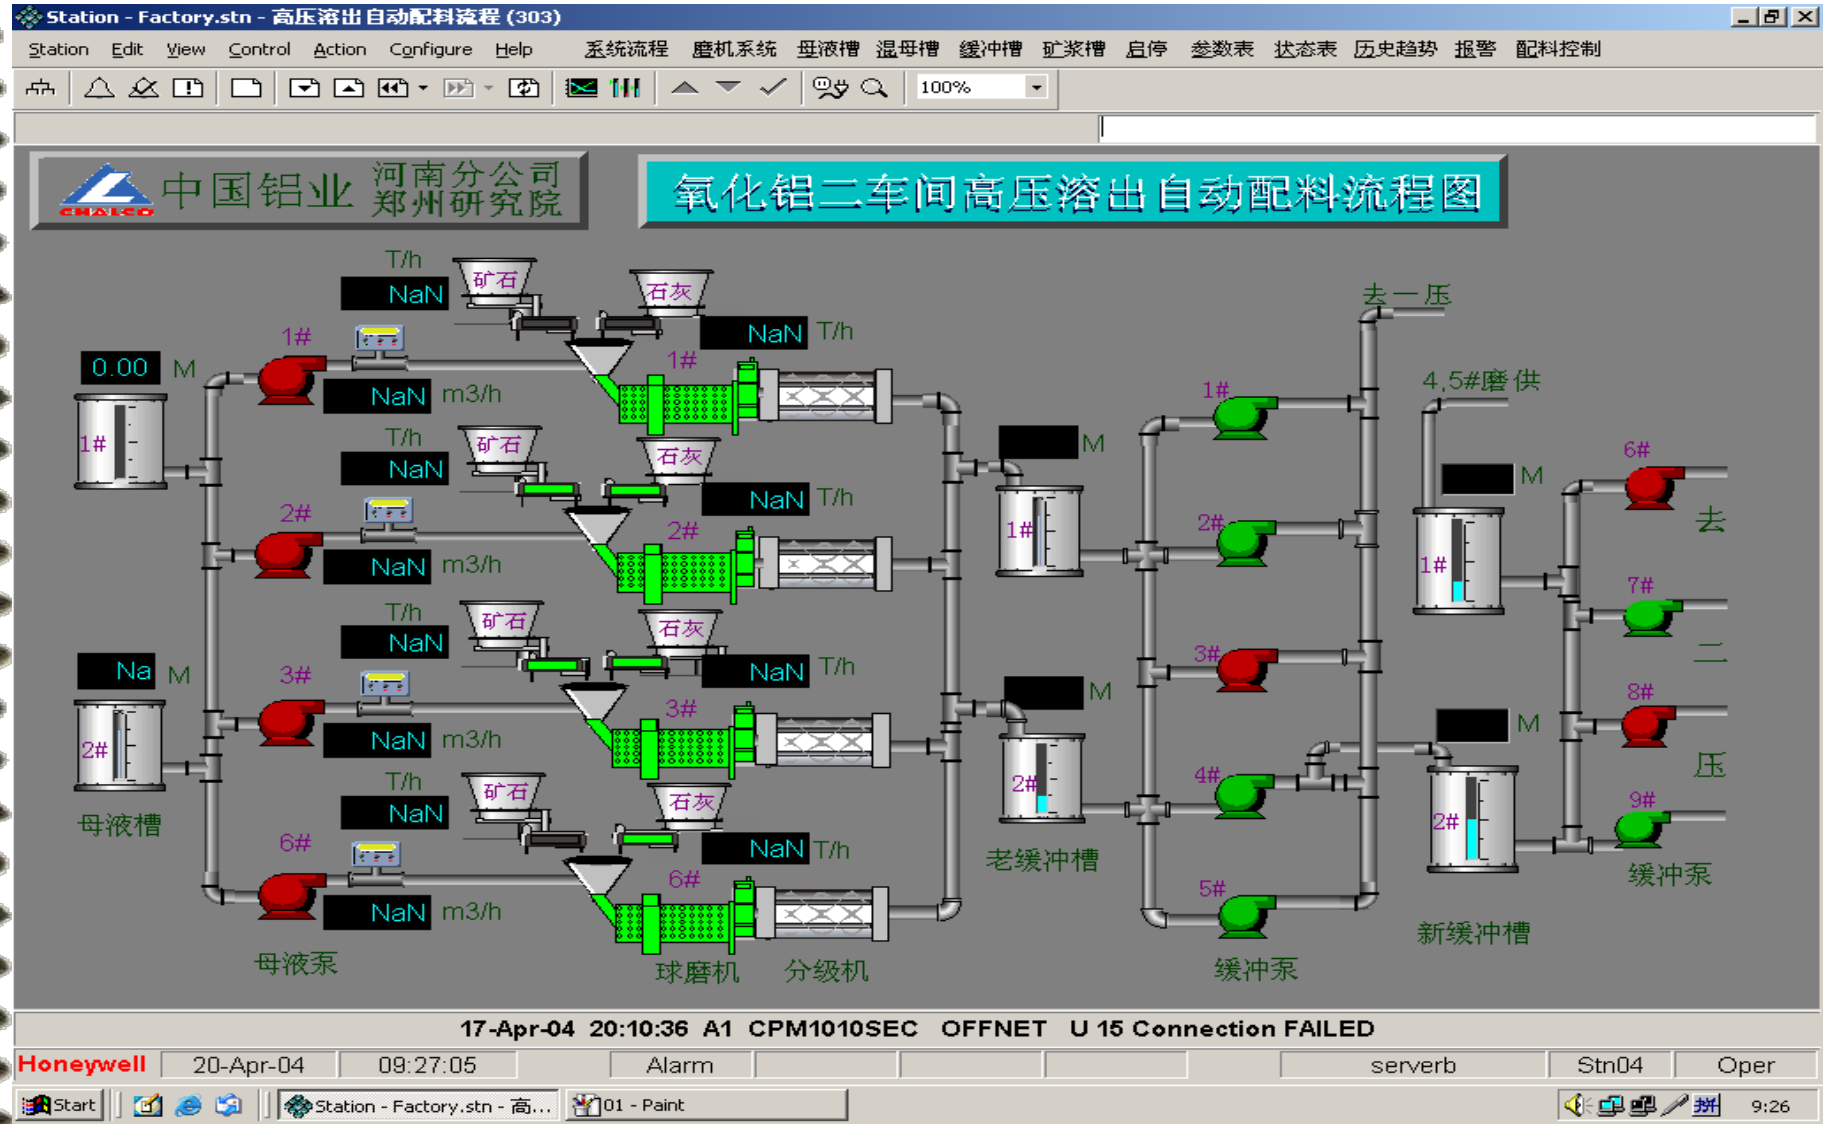 Station - Factory.stn - 高压溶出自动配料流程 (303)
Station Edit View Control Action Configure Help 系统流程 磨机系统 母液槽 混母槽 缓冲槽 矿浆槽 启停 参数表 状态表 历史趋势 报警 配料控制
100%
CHALCO 中国铝业 河南分公司
郑州研究院
氧化铝二车间高压溶出自动配料流程图
T/h
NaN 矿石 石灰
NaN T/h
去一压
1#
0.00 M
NaN m3/h
1#
1#
4,5#磨供
1#
T/h
NaN 矿石 石灰
NaN T/h
M
M
6#
2#
NaN m3/h
2#
1#
2#
1#
去
7#
T/h
NaN 矿石 石灰
NaN T/h
Na M
3#
NaN m3/h
3#
M
3#
二
8#
M
2#
T/h
NaN 矿石 石灰
NaN T/h
2#
4#
压
9#
2#
母液槽
6#
NaN m3/h
6#
老缓冲槽
5#
缓冲泵
新缓冲槽
母液泵
球磨机
分级机
缓冲泵
17-Apr-04 20:10:36 A1 CPM1010SEC OFFNET U 15 Connection FAILED
Honeywell 20-Apr-04 09:27:05 Alarm serverb Stn04 Oper
Start Station - Factory.stn - 高... 01 - Paint 拼 9:26